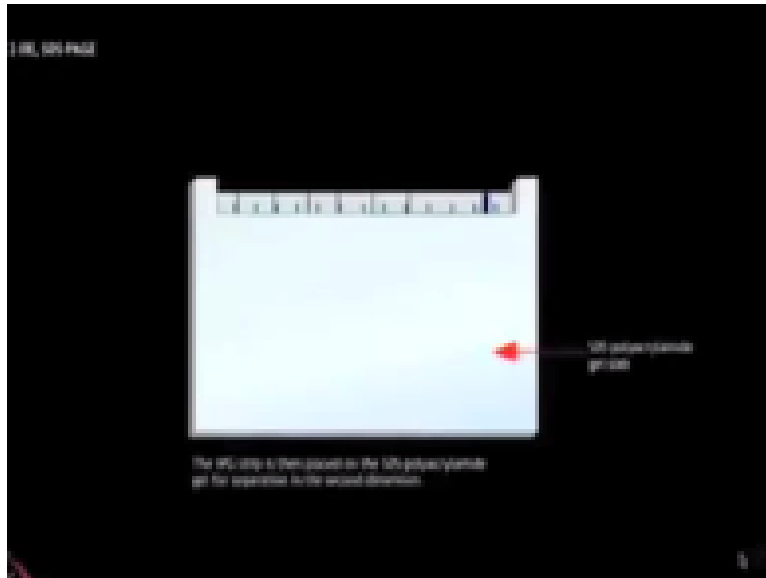 SDS PAGE
SDS polyacrylamide
gel slab
The IPG strip is then placed on the SDS polyacrylamide
gel for separation in the second dimension.